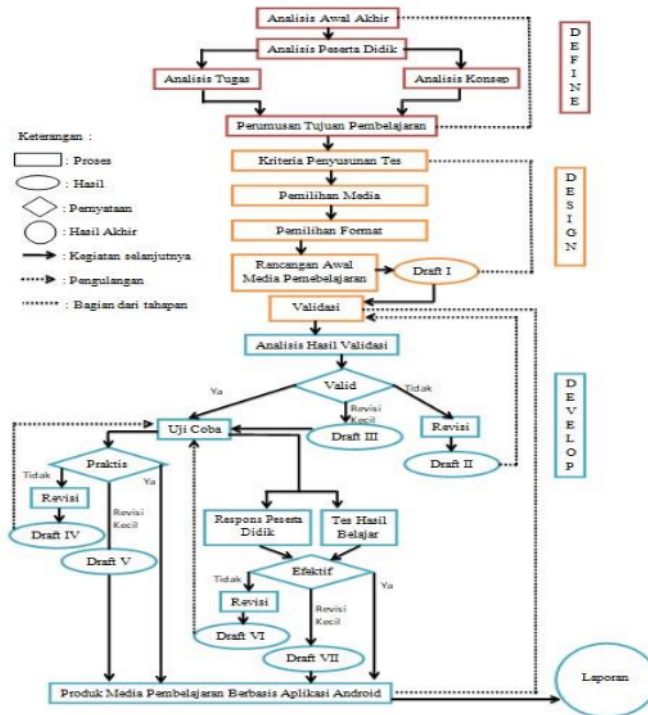 Analisis Awal Akhir
Analisis Peserta Didik
Analisis Tugas
Analisis Konsep
Perumusan Tujuan Pembelajaran
DEFINE
Keterangan :
: Proses
: Hasil
: Pernyataan
: Hasil Akhir
: Kegiatan selanjutnya
: Pengulangan
: Bagian dari tahapan
Kriteria Penyusunan Tes
Pemilihan Media
Pemilihan Format
Rancangan Awal
Media Pemebelajaran
Draft I
DESIGN
Validasi
Analisis Hasil Validasi
Valid
Ya
Tidak
Revisi
Kecil
Uji Coba
Draft III
Revisi
Draft II
DEVELOP
Praktis
Tidak
Ya
Revisi
Revisi
Kecil
Draft IV
Draft V
Respons Peserta
Didik
Tes Hasil
Belajar
Efektif
Tidak
Ya
Revisi
Revisi
Kecil
Draft VI
Draft VII
Produk Media Pembelajaran Berbasis Aplikasi Android
Laporan